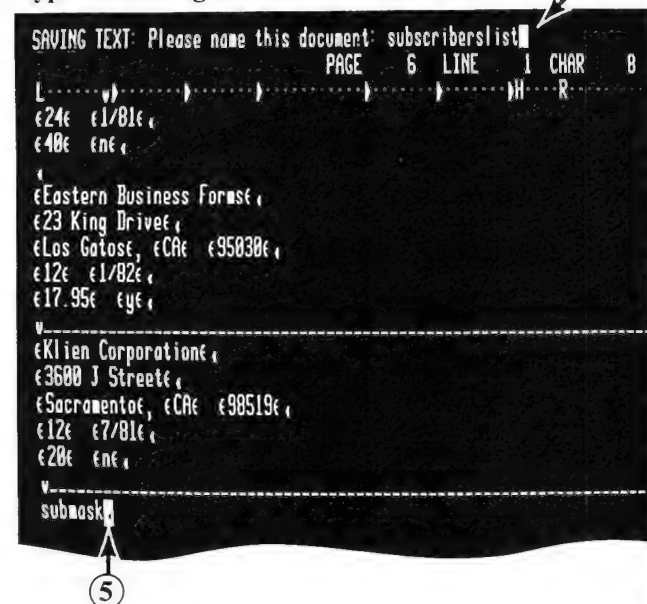 SAVING TEXT: Please name this document: subscriberslist
PAGE 6 LINE 1 CHAR 8
L H R
€24€ €1/81€
€40€ €n€
€Eastern Business Forms€
€23 King Drive€
€Los Gatos€, €CA€ €95030€
€12€ €1/82€
€17.95€ €y€
€Klien Corporation€
€3600 J Street€
€Sacramento€, €CA€ €98519€
€12€ €7/81€
€20€ €n€
submask
5